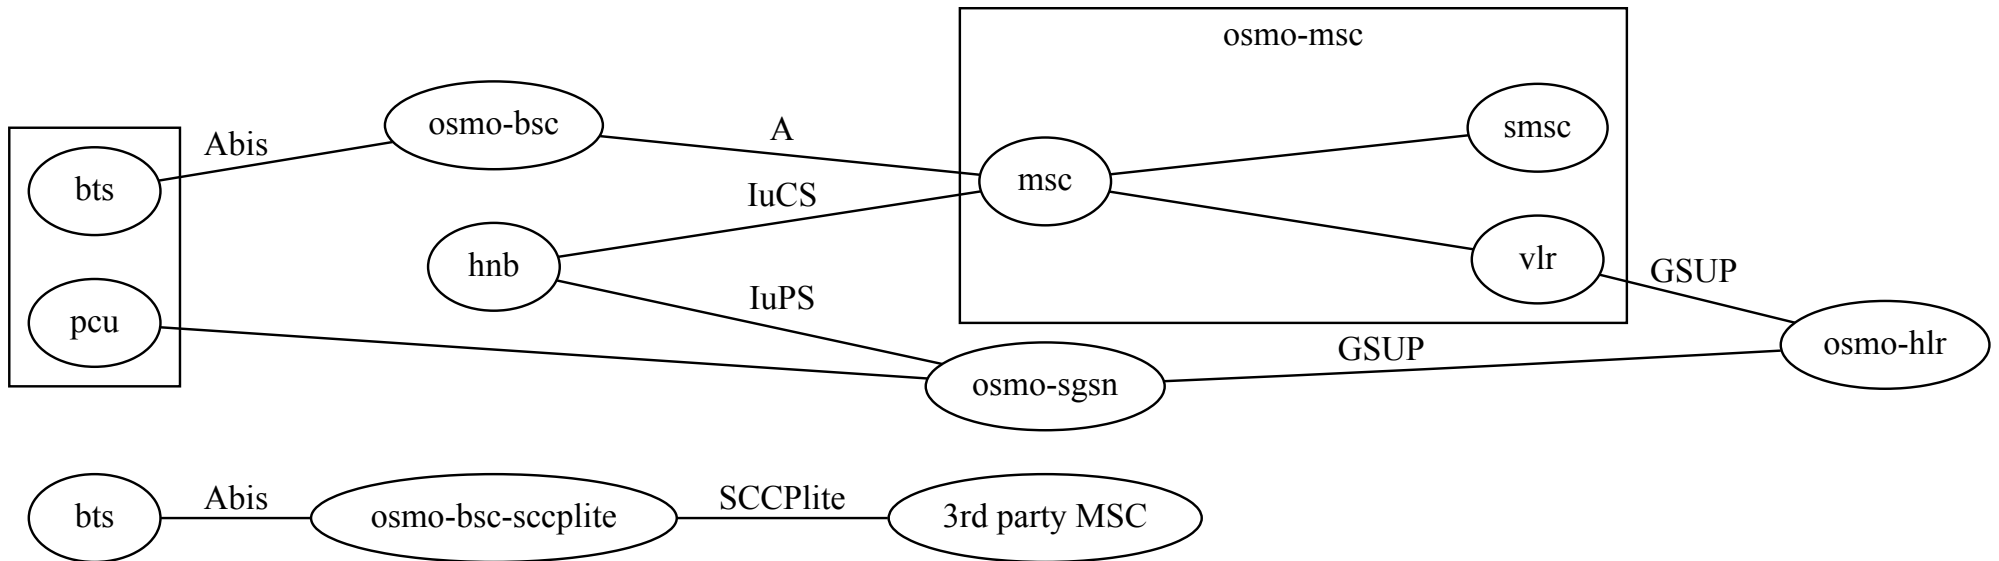 osmo-msc
osmo-bsc
smsc
Abis
A
bts
msc
IuCS
hnb
vlr
GSUP
IuPS
pcu
osmo-hlr
GSUP
osmo-sgsn
bts
Abis
osmo-bsc-sccplite
SCCPlite
3rd party MSC